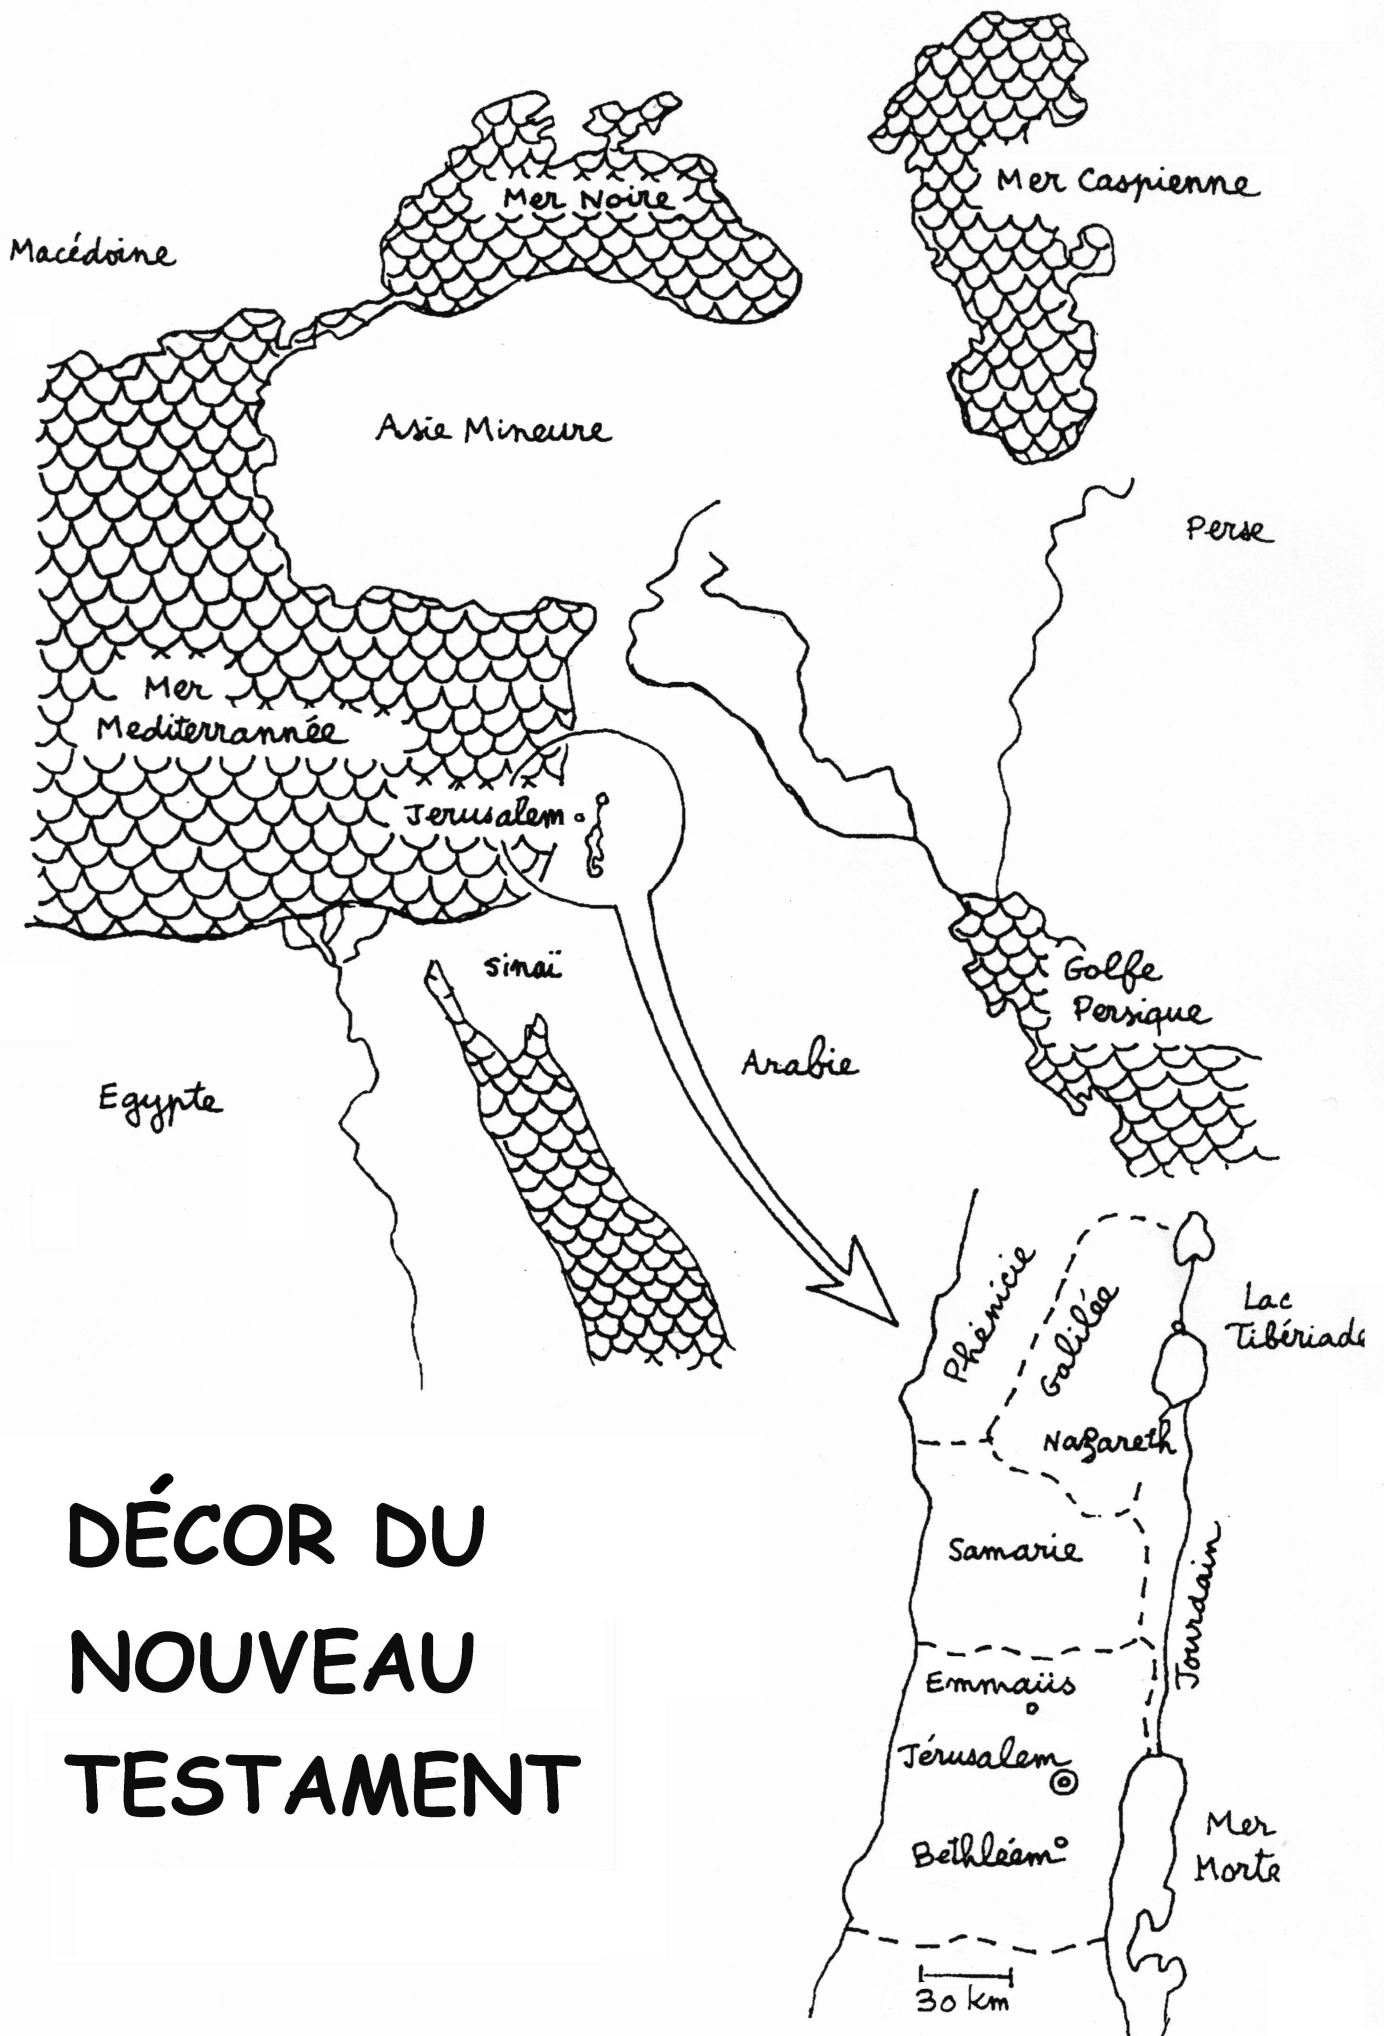 Mer Caspienne
Mer Noire
Macédoine
Asie Mineure
Perse
Mer
Mediterrannée
Jerusalem
Sinaï
Golfe
Persique
Arabie
Egypte
Phénicie
Galilée
Lac
Tibériade
Nazareth
DÉCOR DU
NOUVEAU
TESTAMENT
Samarie
Jourdain
Emmaüs
Jérusalem
Bethléem
Mer
Morte
30 km